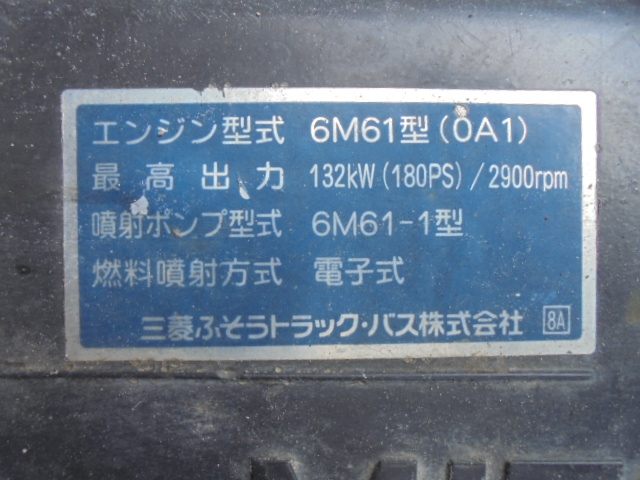 エンジン型式 6M61型(0A1)
最高出力 132kW(180PS)/2900rpm
噴射ポンプ型式 6M61-1型
燃料噴射方式 電子式
三菱ふそうトラック・バス株式会社 8A